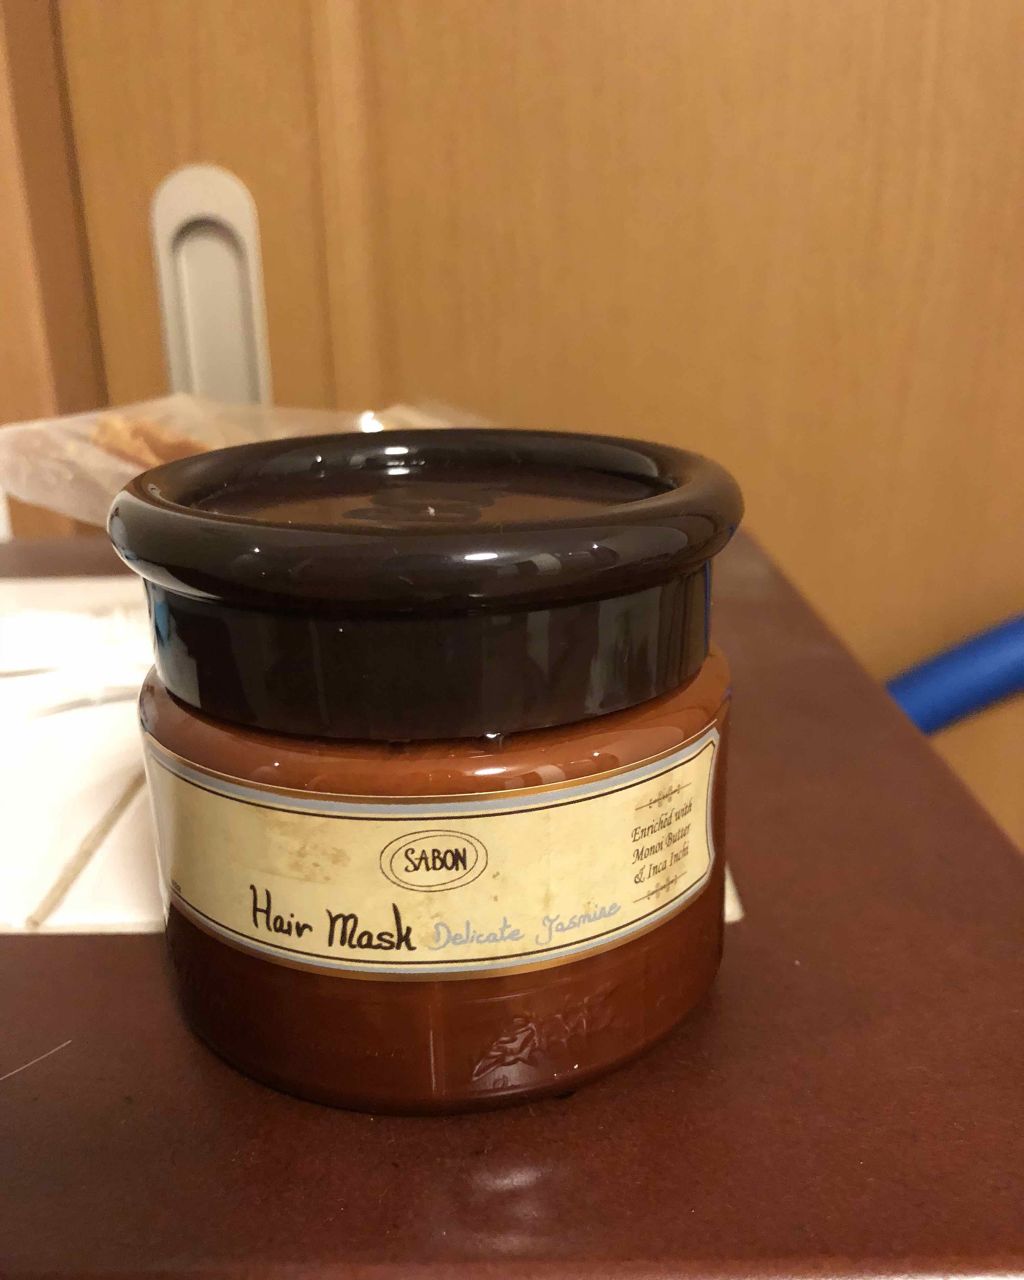 SABON
Hair Mask Delicate Jasmine
Enriched with
Monoi Butter
& Inca Inchi